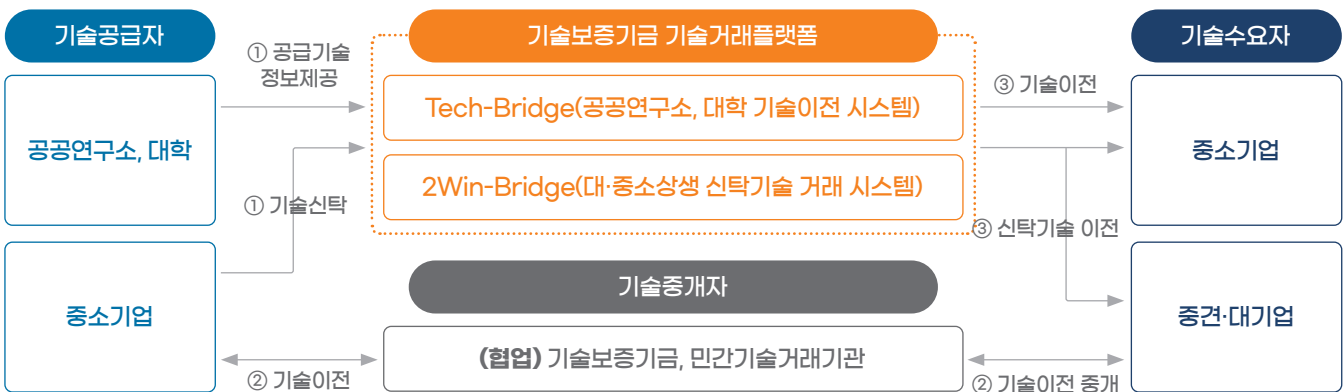 기술공급자
공공연구소, 대학
중소기업
① 공급기술
정보제공
① 기술신탁
② 기술이전
기술보증기금 기술거래플랫폼
Tech-Bridge(공공연구소, 대학 기술이전 시스템)
2Win-Bridge(대·중소상생 신탁기술 거래 시스템)
기술중개자
(협업) 기술보증기금, 민간기술거래기관
③ 기술이전
③ 신탁기술 이전
② 기술이전 중개
기술수요자
중소기업
중견·대기업